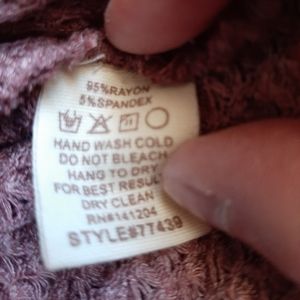 95%RAYON
5%SPANDEX
HAND WASH COLD
DO NOT BLEACH
HANG TO DRY
FOR BEST RESUL
DRY CLEAN
RN#141204
STYLE#77439